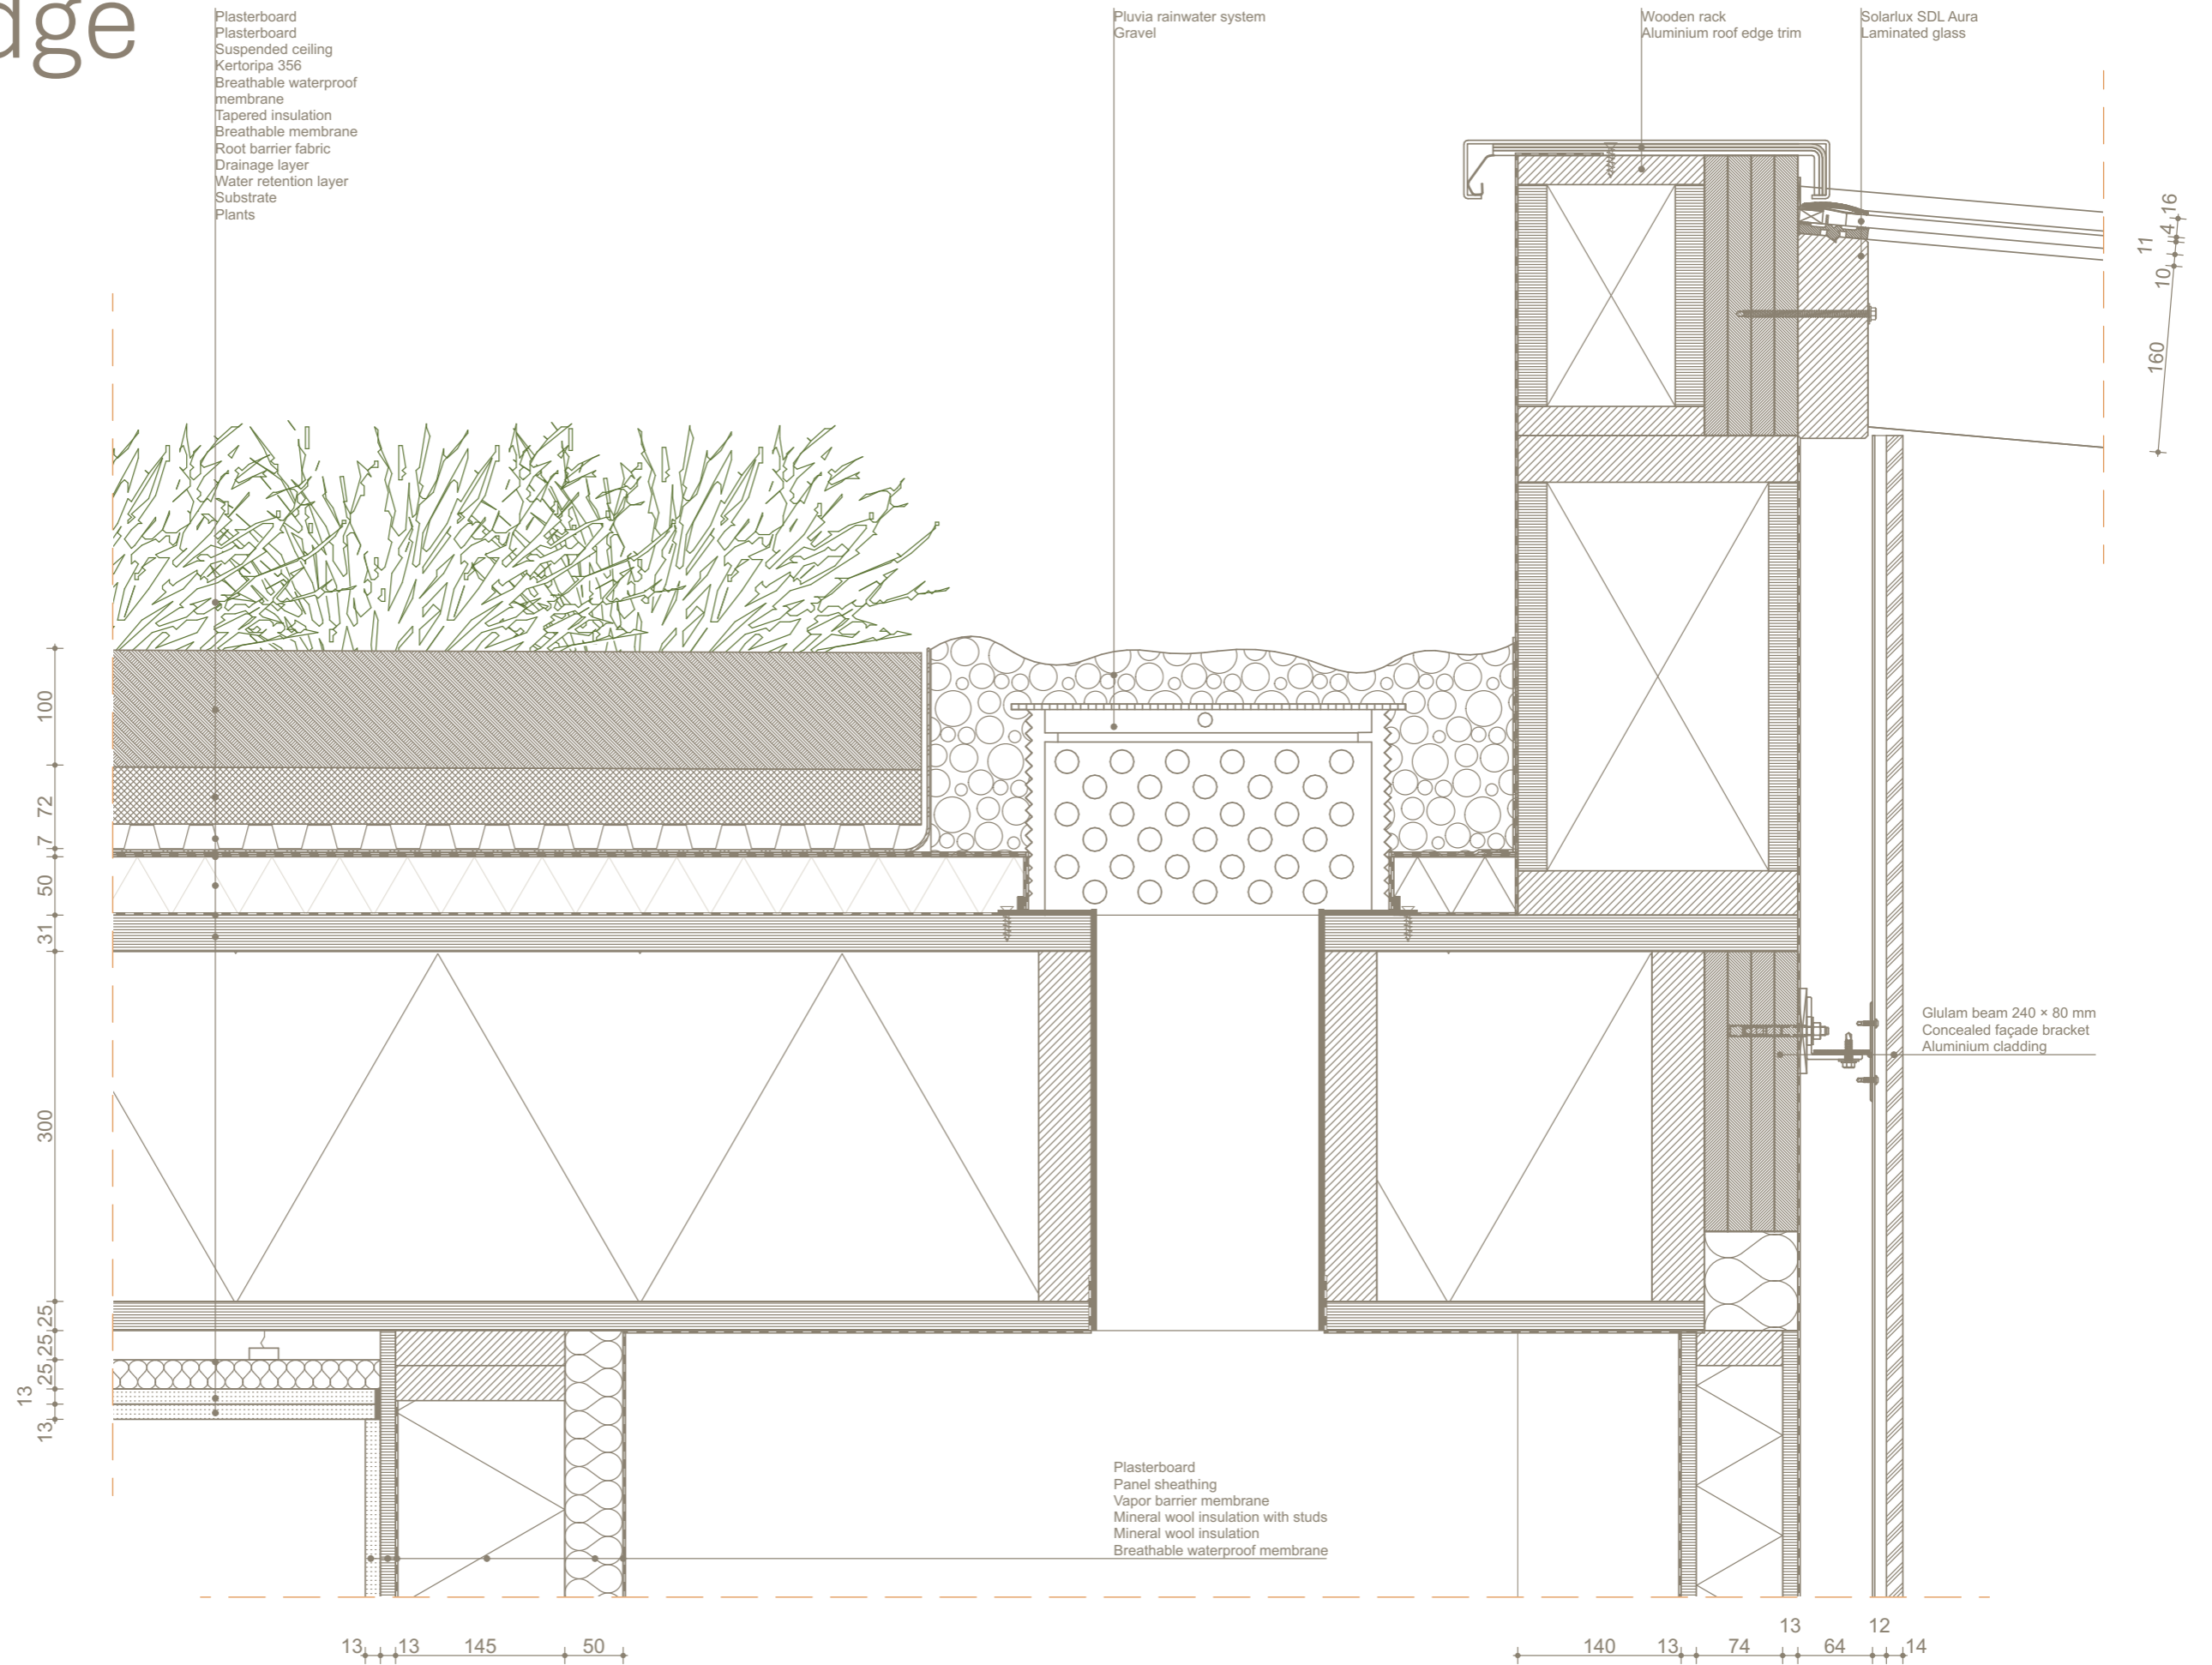 dge
Plasterboard
Plasterboard
Suspended ceiling
Kertoripa 356
Breathable waterproof
membrane
Tapered insulation
Breathable membrane
Root barrier fabric
Drainage layer
Water retention layer
Substrate
Plants
Pluvia rainwater system
Gravel
Wooden rack
Aluminium roof edge trim
Solarlux SDL Aura
Laminated glass
16
4
11
10
160
100
72
7
50
31
300
25
25
25
13
13
Glulam beam 240 × 80 mm
Concealed façade bracket
Aluminium cladding
Plasterboard
Panel sheathing
Vapor barrier membrane
Mineral wool insulation with studs
Mineral wool insulation
Breathable waterproof membrane
13 13 145 50
140 13 74 13 64 12 14